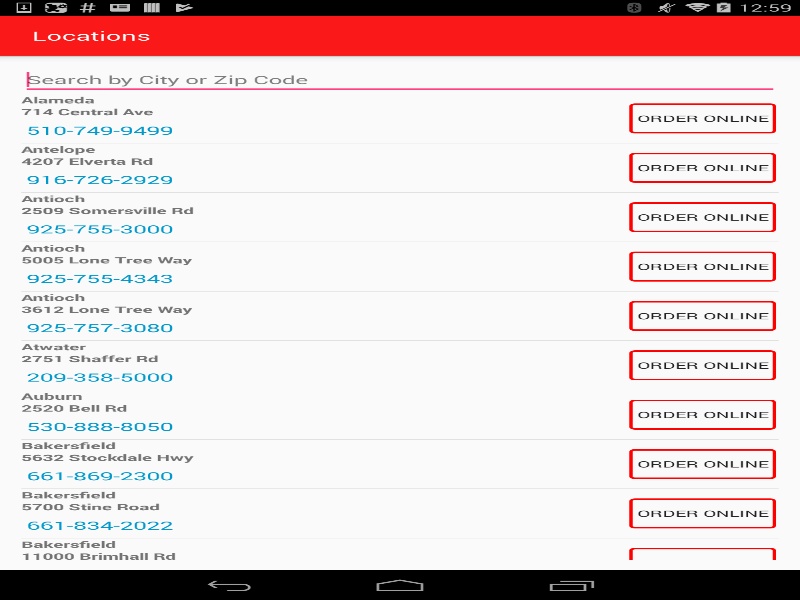 12:59
Locations
Search by City or Zip Code
Alameda
714 Central Ave
510-749-9499
ORDER ONLINE
Antelope
4207 Elverta Rd
916-726-2929
ORDER ONLINE
Antioch
2509 Somersville Rd
925-755-3000
ORDER ONLINE
Antioch
5005 Lone Tree Way
925-755-4343
ORDER ONLINE
Antioch
3612 Lone Tree Way
925-757-3080
ORDER ONLINE
Atwater
2751 Shaffer Rd
209-358-5000
ORDER ONLINE
Auburn
2520 Bell Rd
530-888-8050
ORDER ONLINE
Bakersfield
5632 Stockdale Hwy
661-869-2300
ORDER ONLINE
Bakersfield
5700 Stine Road
661-834-2022
ORDER ONLINE
Bakersfield
11000 Brimhall Rd